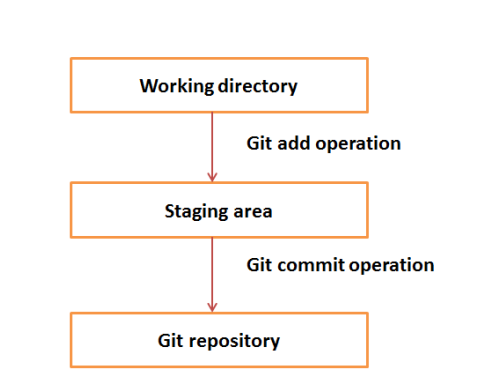 Working directory
Git add operation
Staging area
Git commit operation
Git repository